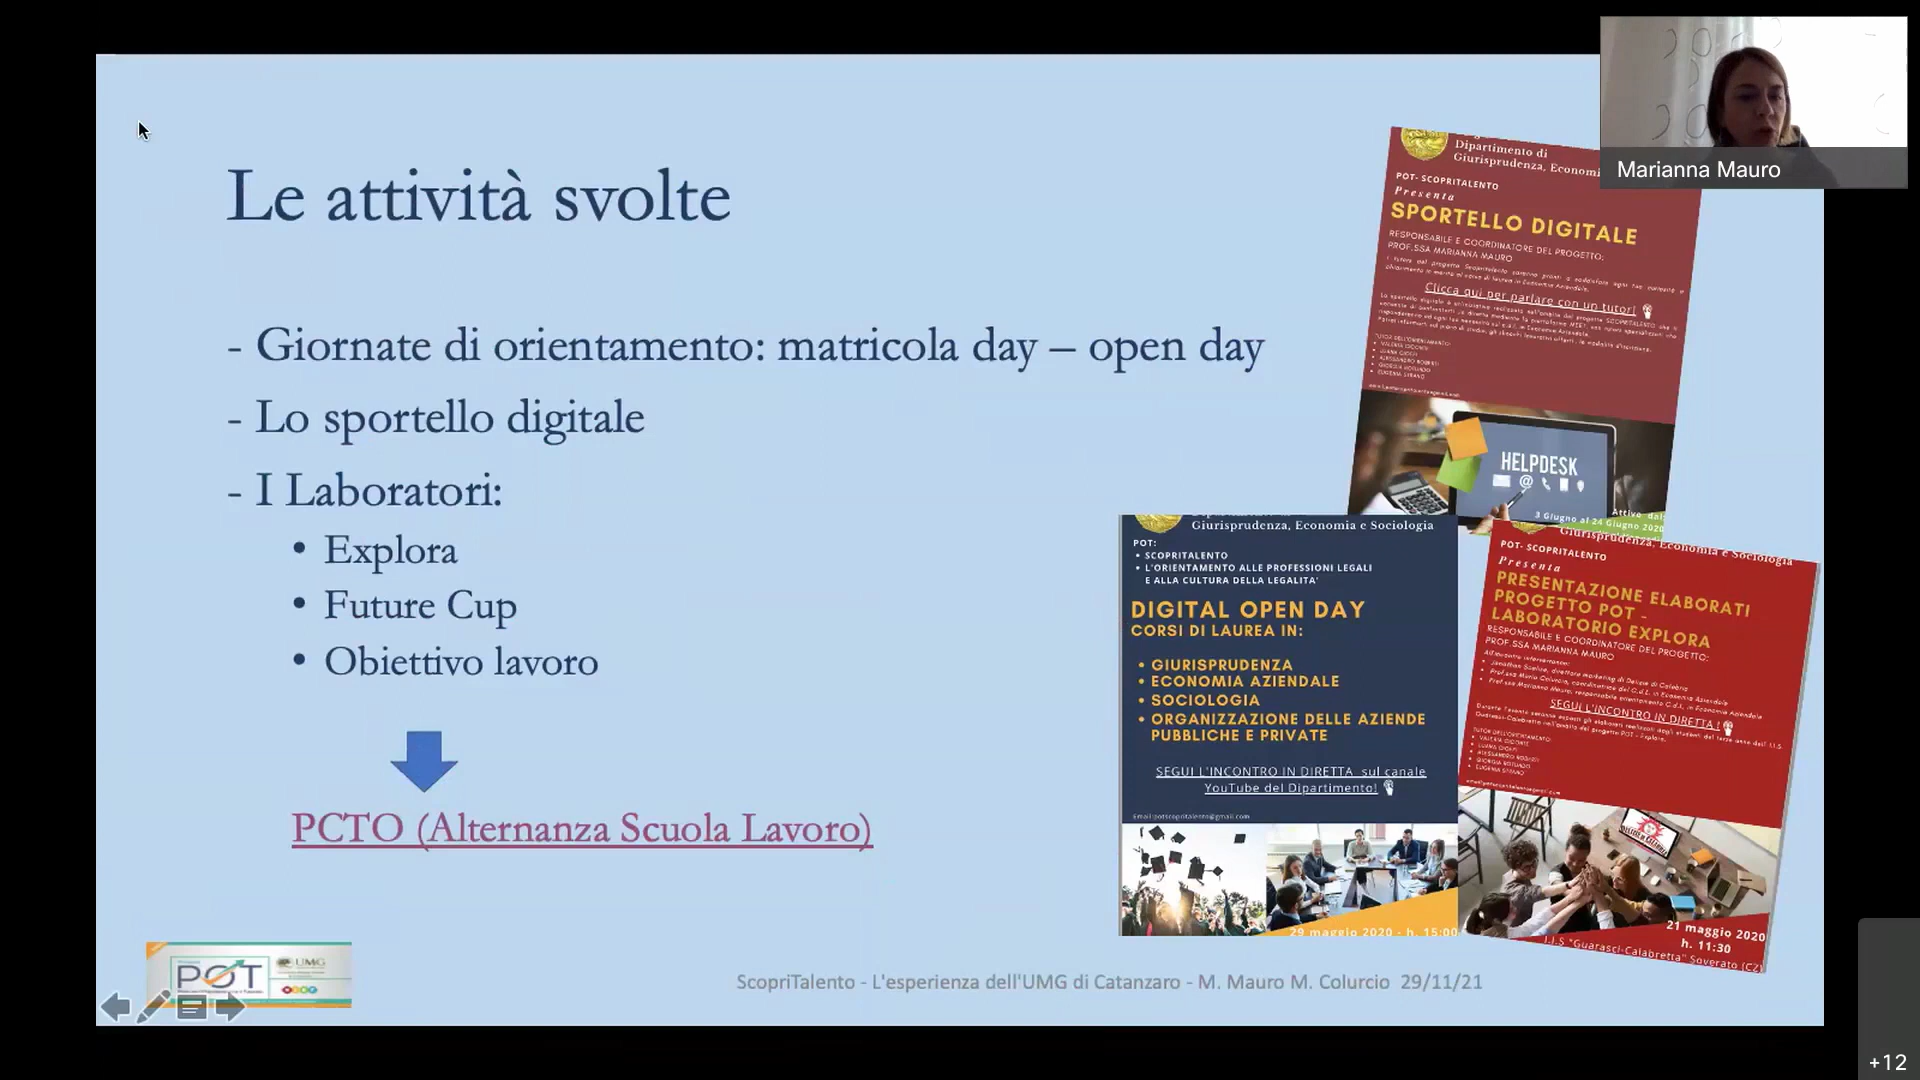 Le attività svolte
- Giornate di orientamento: matricola day – open day
- Lo sportello digitale
- I Laboratori:
• Explora
• Future Cup
• Obiettivo lavoro
PCTO (Alternanza Scuola Lavoro)
POT
UMG
ScopriTalento - L'esperienza dell'UMG di Catanzaro - M. Mauro M. Colurcio 29/11/21
Marianna Mauro
Dipartimento di
Giurisprudenza, Economi
POT- SCOPRITALENTO
Presenta
SPORTELLO DIGITALE
RESPONSABILE E COORDINATORE DEL PROGETTO:
PROF.SSA MARIANNA MAURO
Clicca qui per parlare con un tutor!
HELPDESK
Attivo dal:
3 Giugno al 24 Giugno 2020
Giurisprudenza, Economia e Sociologia
POT:
• SCOPRITALENTO
• L'ORIENTAMENTO ALLE PROFESSIONI LEGALI
E ALLA CULTURA DELLA LEGALITA'
DIGITAL OPEN DAY
CORSI DI LAUREA IN:
• GIURISPRUDENZA
• ECONOMIA AZIENDALE
• SOCIOLOGIA
• ORGANIZZAZIONE DELLE AZIENDE
PUBBLICHE E PRIVATE
SEGUI L'INCONTRO IN DIRETTA sul canale
YouTube del Dipartimento!
Email:potscopritalento@gmail.com
29 maggio 2020 - h. 15:00
Giurisprudenza, Economia e Sociologia
POT- SCOPRITALENTO
Presenta
PRESENTAZIONE ELABORATI
PROGETTO POT -
LABORATORIO EXPLORA
RESPONSABILE E COORDINATORE DEL PROGETTO:
PROF.SSA MARIANNA MAURO
SEGUI L'INCONTRO IN DIRETTA !
21 maggio 2020
h. 11:30
I.I.S "Guarasci-Calabretta" Soverato (CZ)
+12